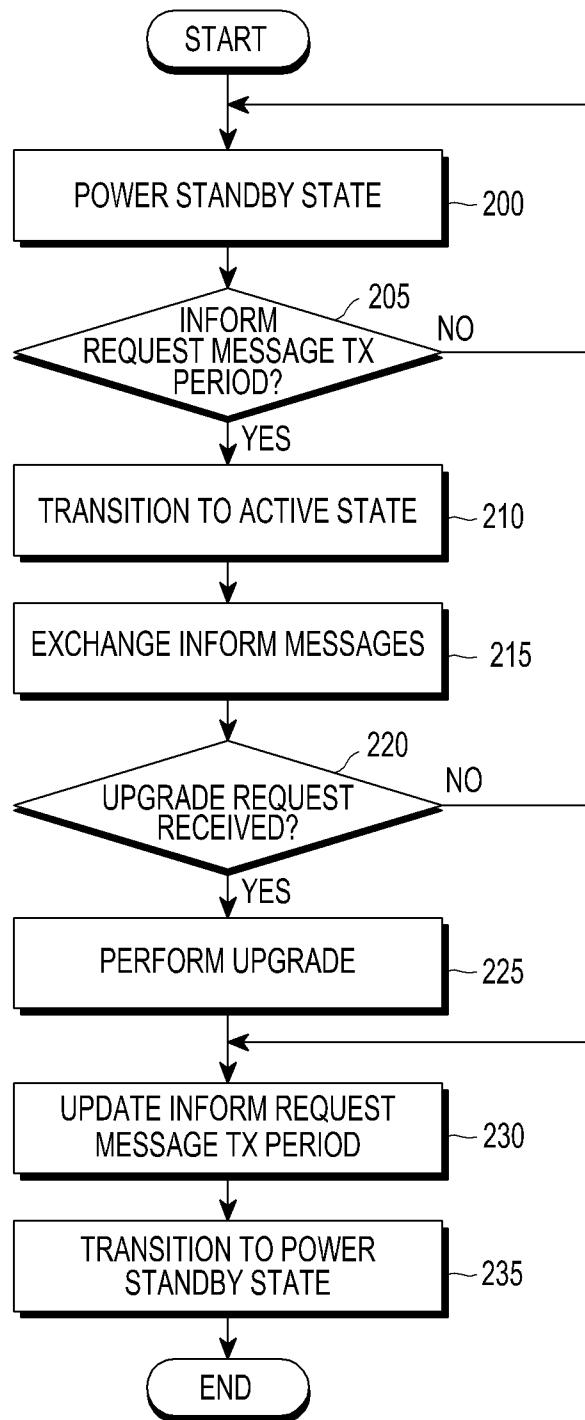 START
POWER STANDBY STATE
200
205
INFORM
REQUEST MESSAGE TX
PERIOD?
NO
YES
TRANSITION TO ACTIVE STATE
210
EXCHANGE INFORM MESSAGES
215
220
UPGRADE REQUEST
RECEIVED?
NO
YES
PERFORM UPGRADE
225
UPDATE INFORM REQUEST
MESSAGE TX PERIOD
230
TRANSITION TO POWER
STANDBY STATE
235
END